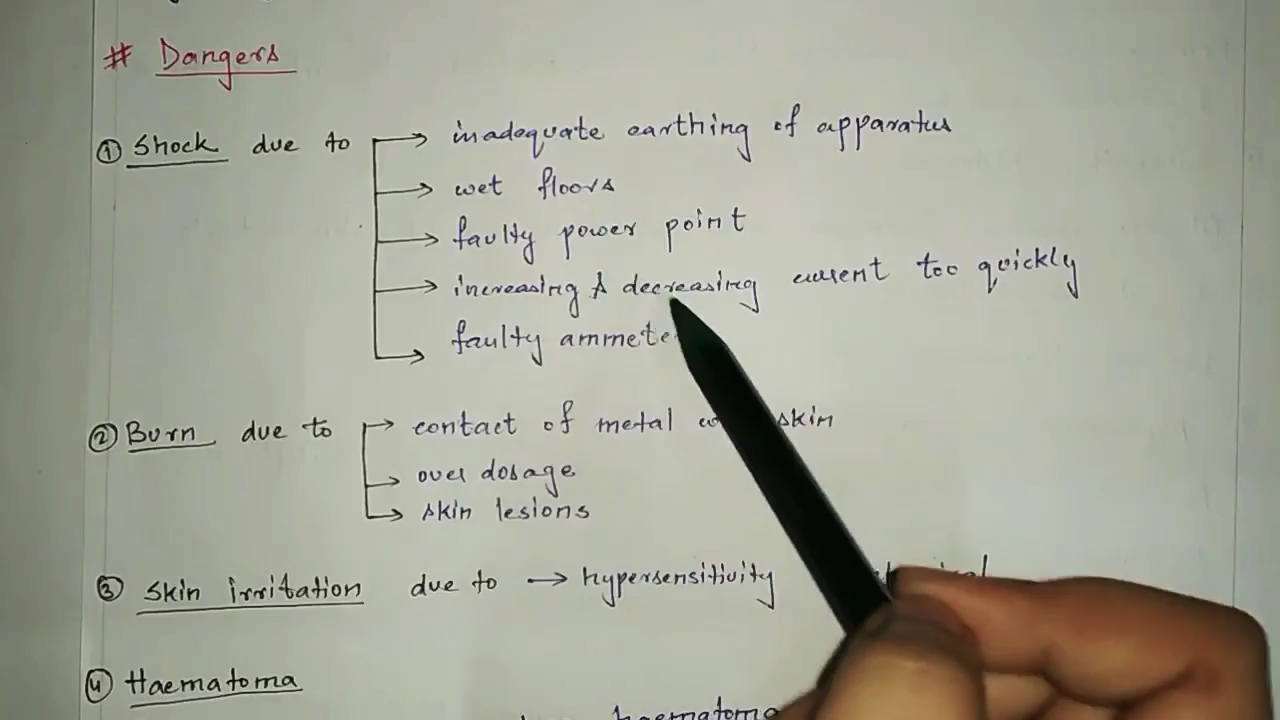 # Dangers
① Shock due to → inadequate earthing of apparatus
→ wet floors
→ faulty power point
→ increasing & decreasing current too quickly
→ faulty
② Burn due to → contact of metal skin
→ over dosage
→ skin lesions
③ Skin irritation due to → hypersensitivity
④ Haematoma
haematoma